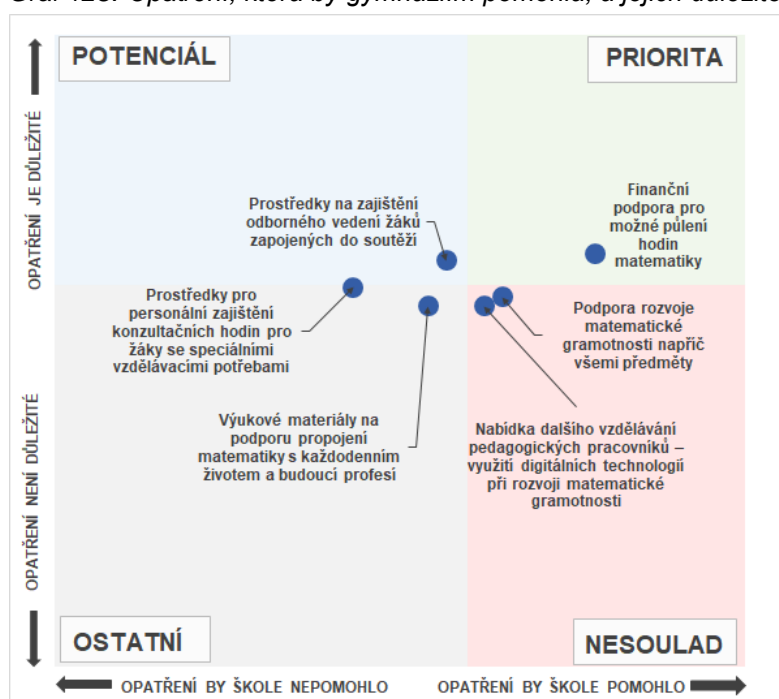 POTENCIÁL
PRIORITA
OPATŘENÍ JE DŮLEŽITÉ
Prostředky na zajištění
odborného vedení žáků
zapojených do soutěží
Finanční
podpora pro
možné půlení
hodin
matematiky
Prostředky pro
personální zajištění
konzultačních hodin pro
žáky se speciálními
vzdělávacími potřebami
Podpora rozvoje
matematické
gramotnosti napříč
všemi předměty
OPATŘENÍ NENÍ DŮLEŽITÉ
Výukové materiály na
podporu propojení
matematiky s každodenním
životem a budoucí profesí
Nabídka dalšího vzdělávání
pedagogických pracovníků –
využití digitálních technologií
při rozvoji matematické
gramotnosti
OSTATNÍ
NESOULAD
OPATŘENÍ BY ŠKOLE NEPOMOHLO
OPATŘENÍ BY ŠKOLE POMOHLO